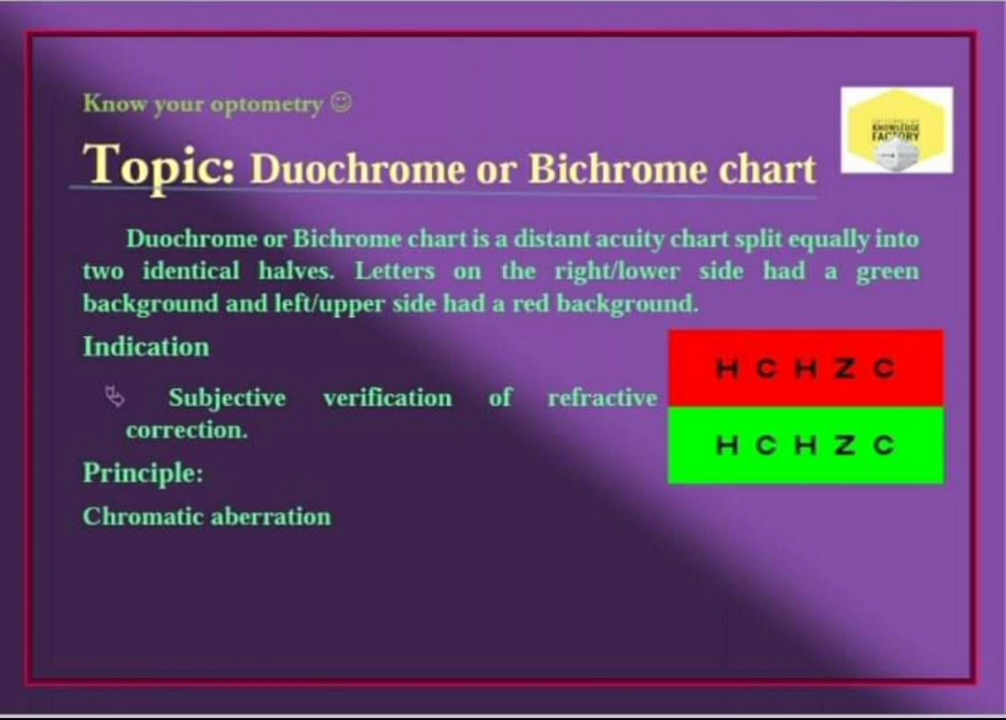 Know your optometry ☺
KNOWLEDGE
FACTORY
Topic: Duochrome or Bichrome chart
Duochrome or Bichrome chart is a distant acuity chart split equally into
two identical halves. Letters on the right/lower side had a green
background and left/upper side had a red background.
Indication
Subjective verification of refractive
correction.
H C H Z C
H C H Z C
Principle:
Chromatic aberration